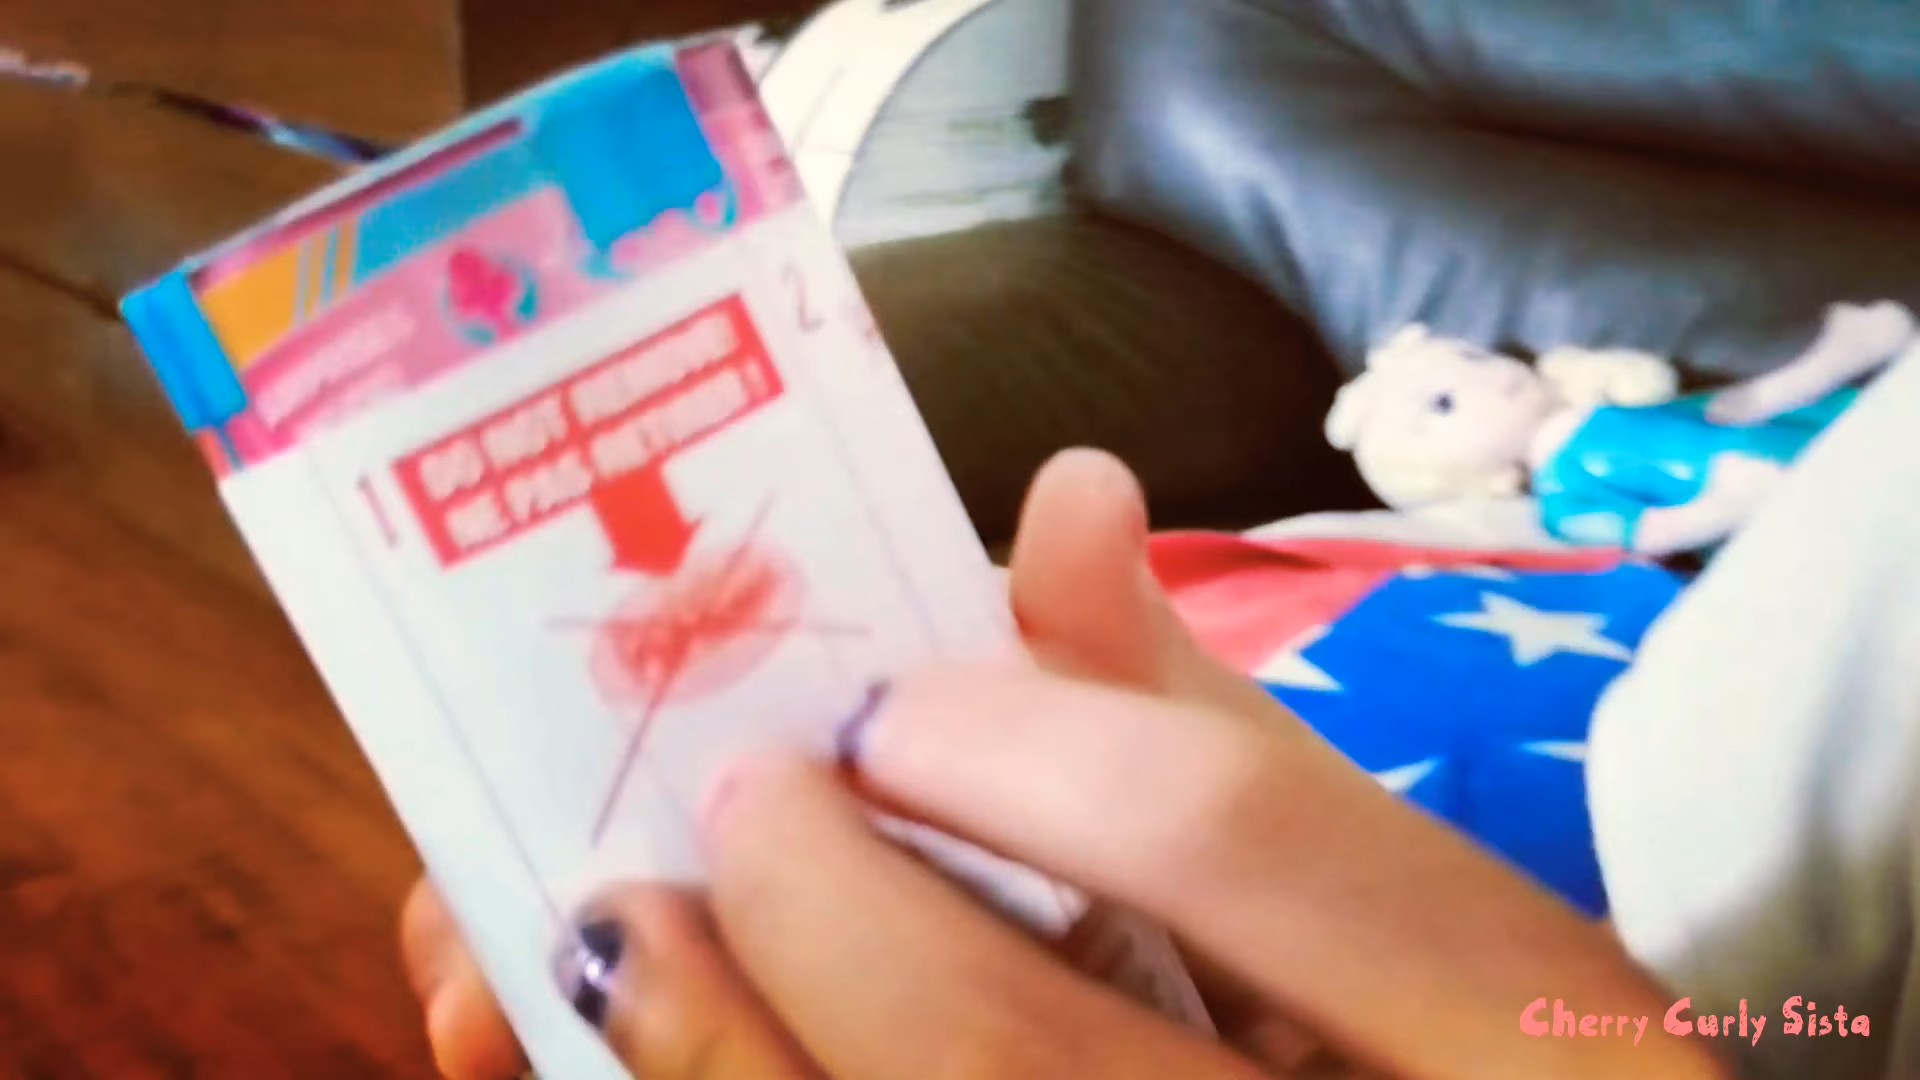 1
2
DO NOT REMOVE
NE PAS RETIRER !
Cherry Curly Sista